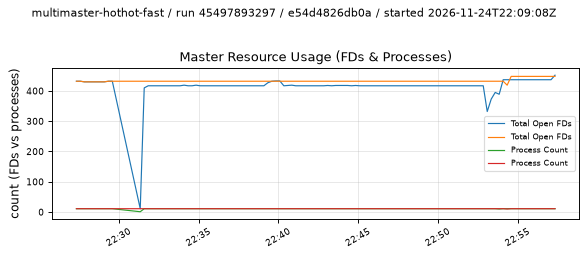 multimaster-hothot-fast / run 45497893297 / e54d4826db0a / started 2026-11-24T22:09:08Z
Master Resource Usage (FDs & Processes)
count (FDs vs processes)
400
300
200
100
0
Total Open FDs
Total Open FDs
Process Count
Process Count
22:30
22:35
22:40
22:45
22:50
22:55